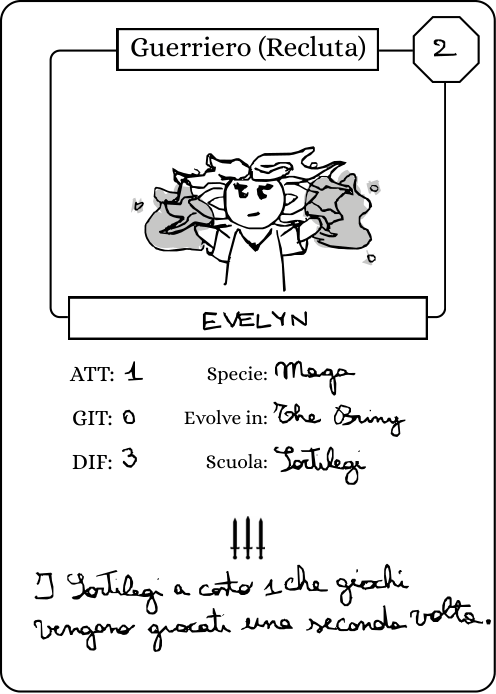 Guerriero (Recluta)
2
EVELYN
ATT: 1
Specie: Maga
GIT: 0
Evolve in: The Briny
DIF: 3
Scuola: Sortilegi
I Sortilegi a costo 1 che giochi
vengono giocati una seconda volta.